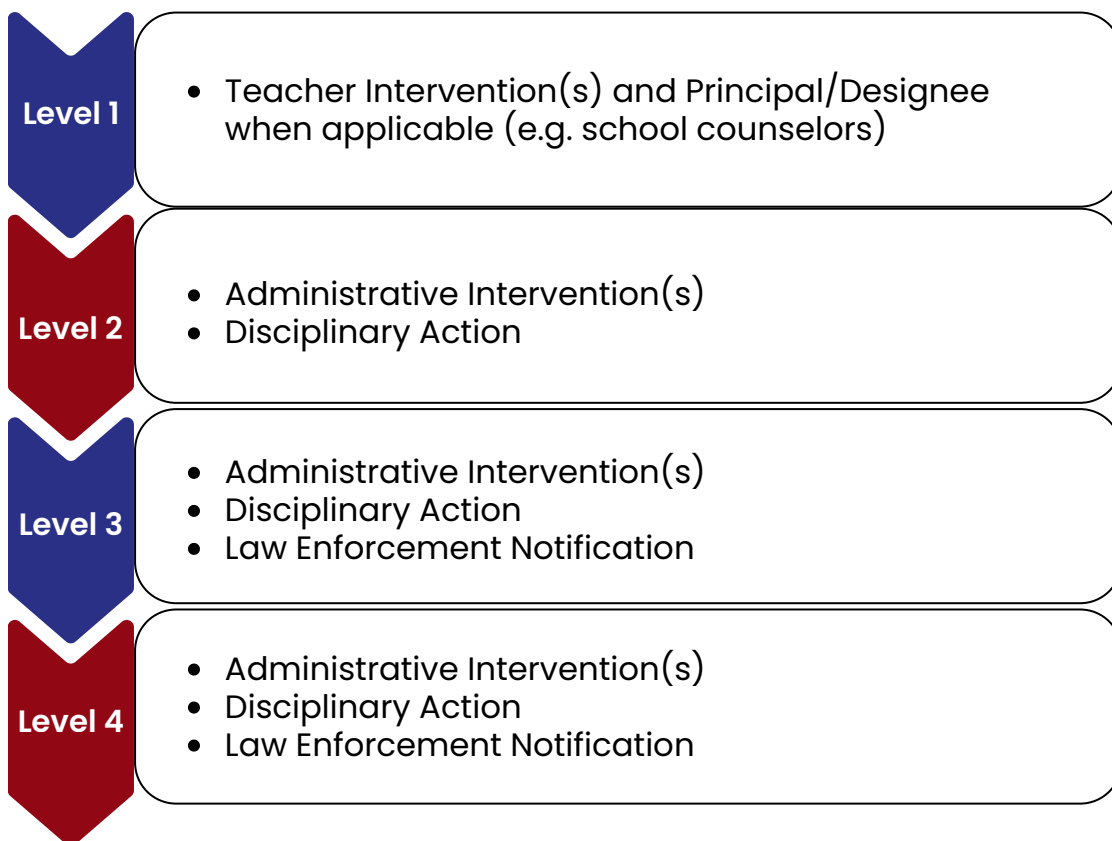 Level 1
• Teacher Intervention(s) and Principal/Designee
when applicable (e.g. school counselors)
Level 2
• Administrative Intervention(s)
• Disciplinary Action
Level 3
• Administrative Intervention(s)
• Disciplinary Action
• Law Enforcement Notification
Level 4
• Administrative Intervention(s)
• Disciplinary Action
• Law Enforcement Notification